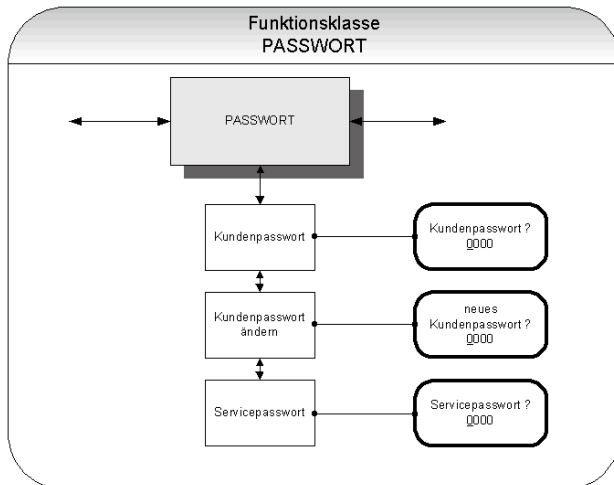 Funktionsklasse
PASSWORT
PASSWORT
Kundenpasswort
Kundenpasswort ?
0000
Kundenpasswort
ändern
neues
Kundenpasswort ?
0000
Servicepasswort
Servicepasswort ?
0000